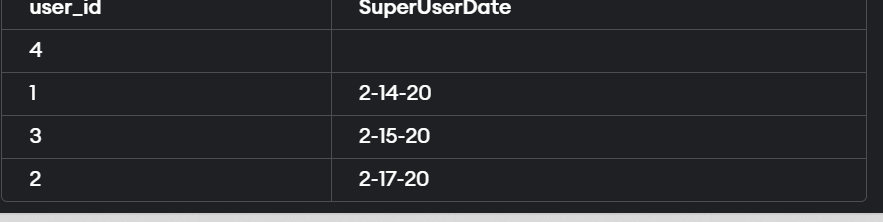 user_id SuperUserDate
4
1 2-14-20
3 2-15-20
2 2-17-20